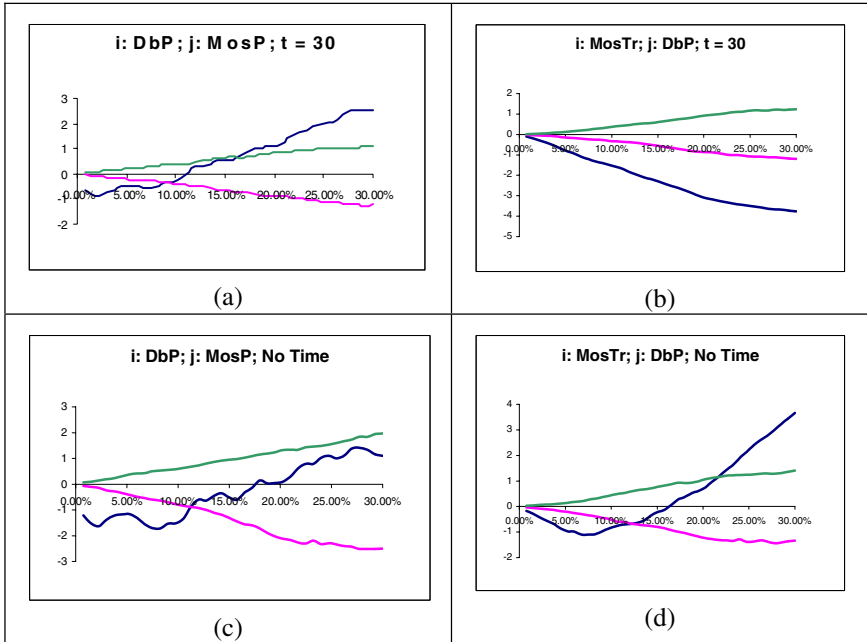 i: DbP; j: MosP; t = 30
3
2
1
0
-1
-2
0.00% 5.00% 10.00% 15.00% 20.00% 25.00% 30.00%
(a)
i: MosTr; j: DbP; t = 30
2
1
0
-1
-2
-3
-4
-5
0.00% 5.00% 10.00% 15.00% 20.00% 25.00% 30.00%
(b)
i: DbP; j: MosP; No Time
3
2
1
0
-1
-2
-3
0.00% 5.00% 10.00% 15.00% 20.00% 25.00% 30.00%
(c)
i: MosTr; j: DbP; No Time
4
3
2
1
0
-1
-2
0.00% 5.00% 10.00% 15.00% 20.00% 25.00% 30.00%
(d)